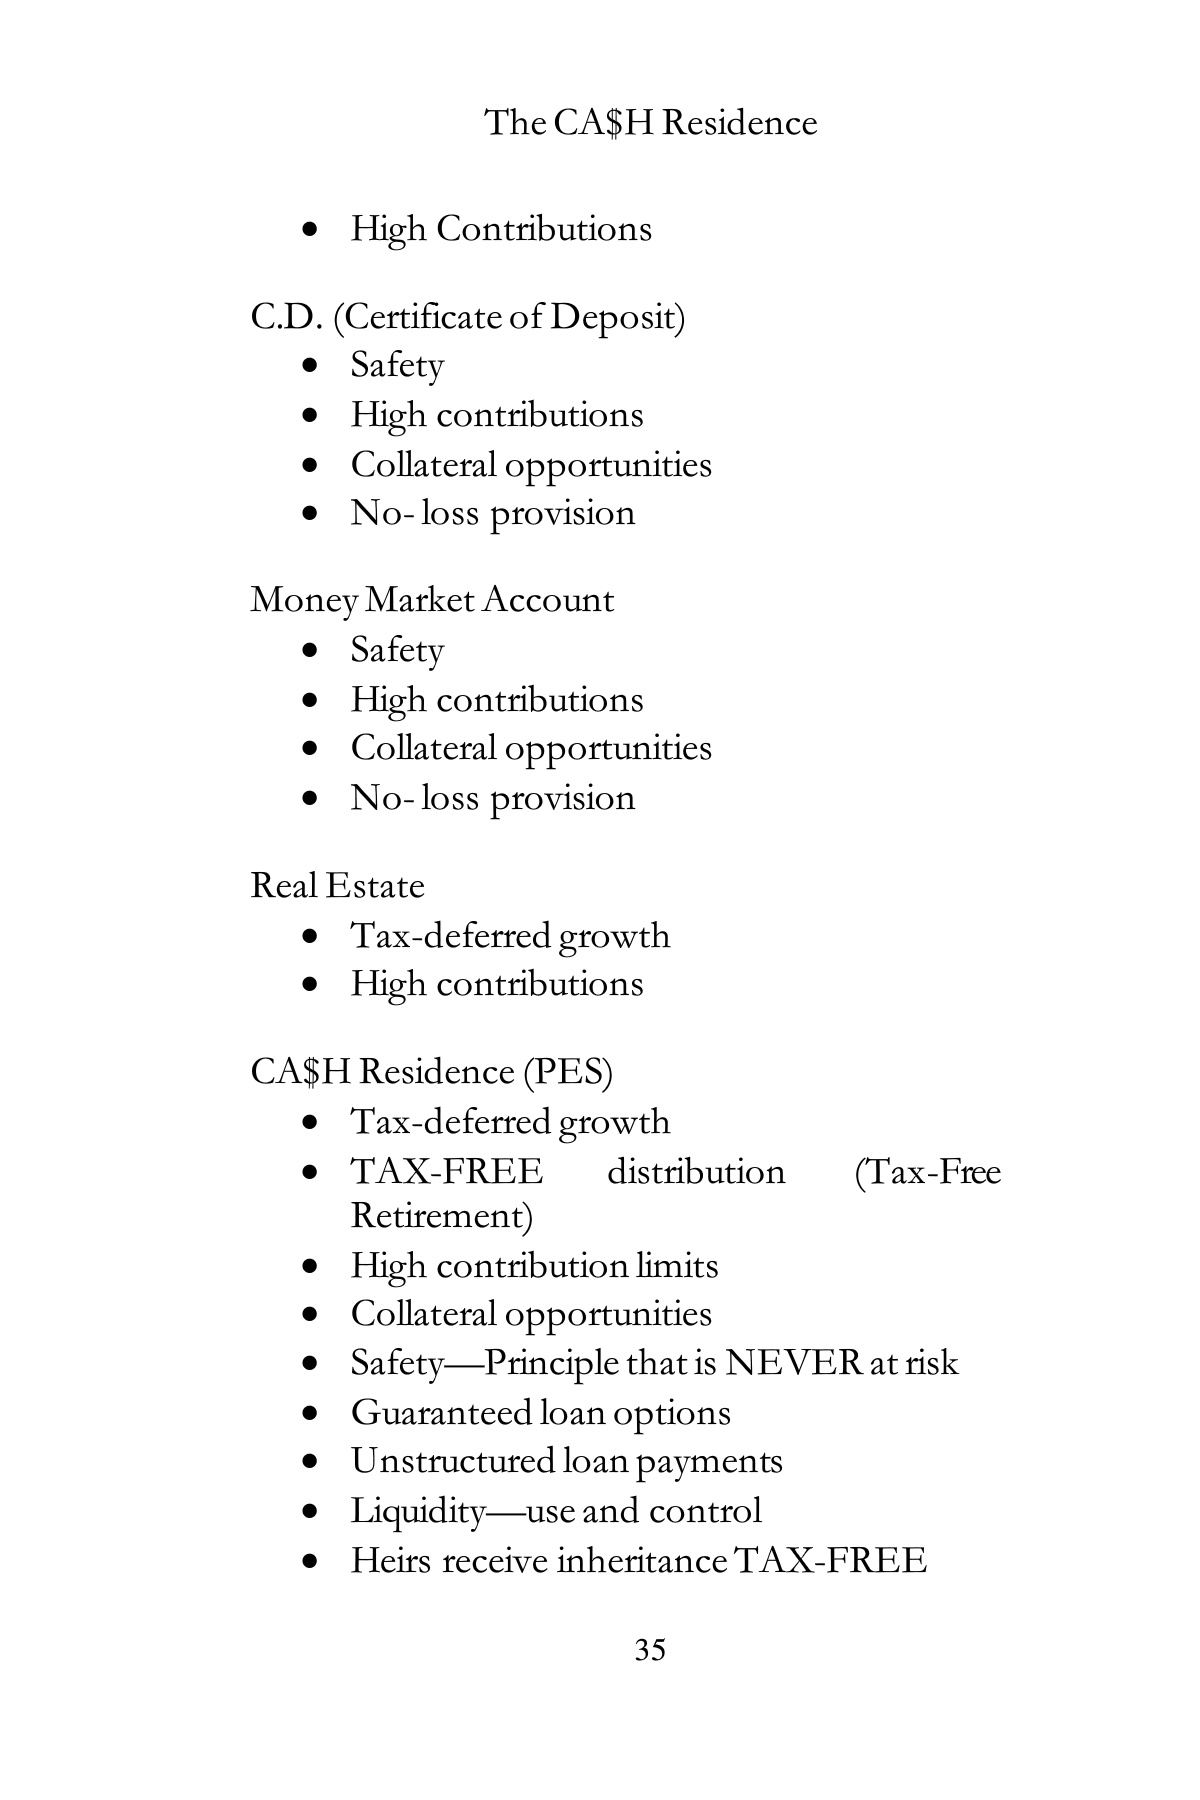 The CA$H Residence
• High Contributions
C.D. (Certificate of Deposit)
• Safety
• High contributions
• Collateral opportunities
• No- loss provision
Money Market Account
• Safety
• High contributions
• Collateral opportunities
• No- loss provision
Real Estate
• Tax-deferred growth
• High contributions
CA$H Residence (PES)
• Tax-deferred growth
• TAX-FREE distribution (Tax-Free
Retirement)
• High contribution limits
• Collateral opportunities
• Safety—Principle that is NEVER at risk
• Guaranteed loan options
• Unstructured loan payments
• Liquidity—use and control
• Heirs receive inheritance TAX-FREE
35